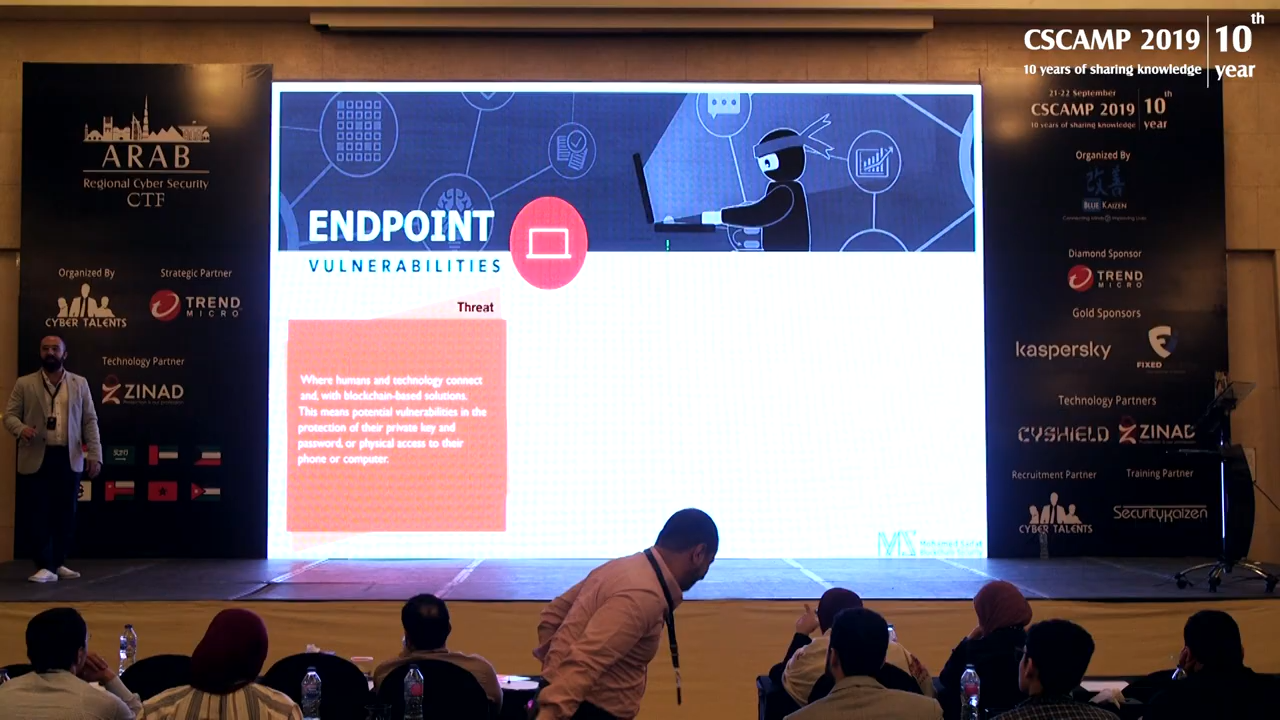 CSCAMP 2019
10 years of sharing knowledge
10th
year
ARAB
Regional Cyber Security
CTF
Organized By
CYBER TALENTS
Strategic Partner
TREND
MICRO
Technology Partner
ZINAD
ENDPOINT
VULNERABILITIES
Threat
Where humans and technology connect
and, with blockchain-based solutions.
This means potential vulnerabilities in the
protection of their private key and
password, or physical access to their
phone or computer.
21-22 September
CSCAMP 2019
10 years of sharing knowledge
10th
year
Organized By
改善
BLUE KAIZEN
Diamond Sponsor
TREND
MICRO
Gold Sponsors
kaspersky
FIXED
Technology Partners
CYSHIELD
ZINAD
Recruitment Partner
CYBER TALENTS
Training Partner
Securitykaizen